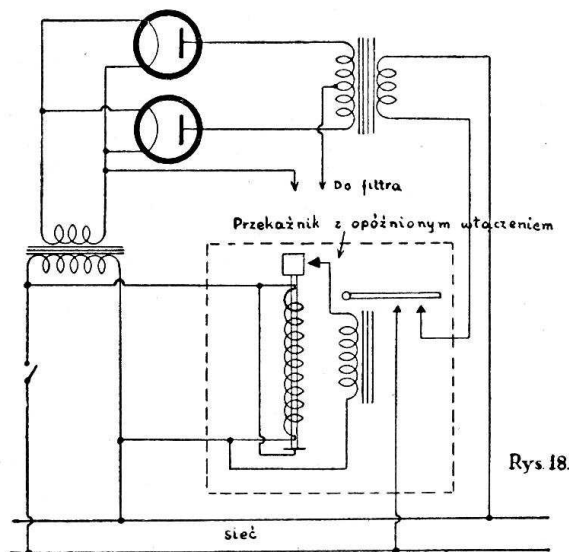 Do filtra
Przekaźnik z opóźnionym włączeniem
Rys. 18.
sieć